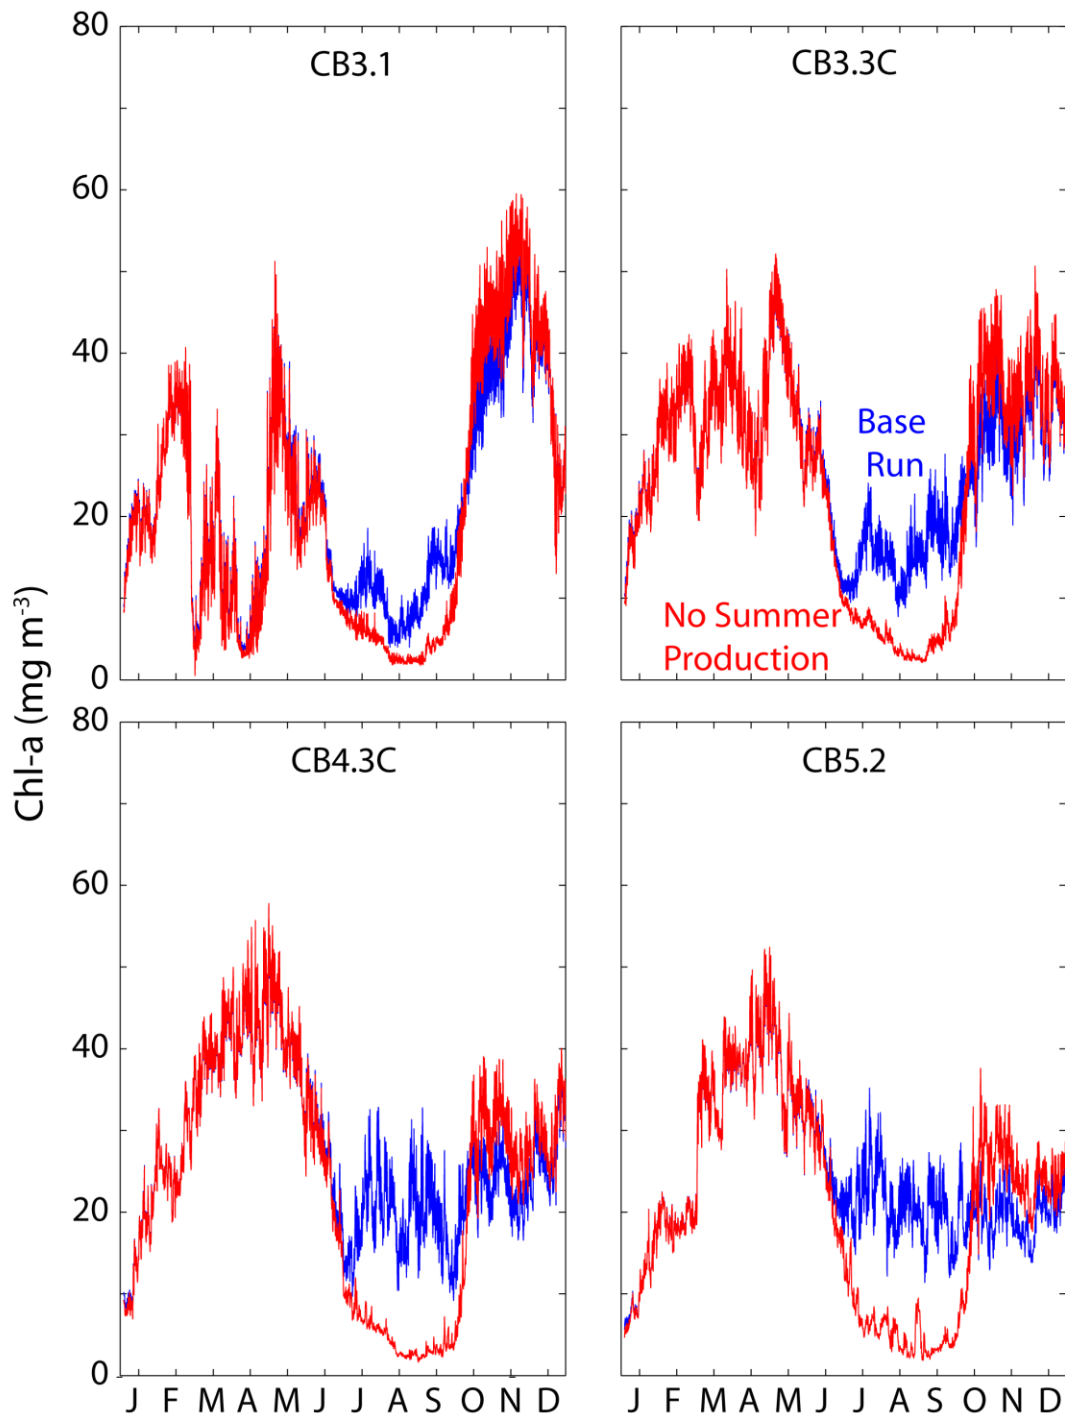 80
60
40
20
0
CB3.1
CB3.3C
Base
Run
No Summer
Production
Chl-a (mg m⁻³)
80
60
40
20
0
CB4.3C
CB5.2
J F M A M J J A S O N D
J F M A M J J A S O N D